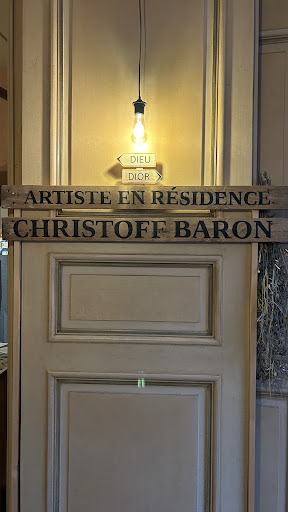 DIEU
DIOR
ARTISTE EN RÉSIDENCE
CHRISTOFF BARON